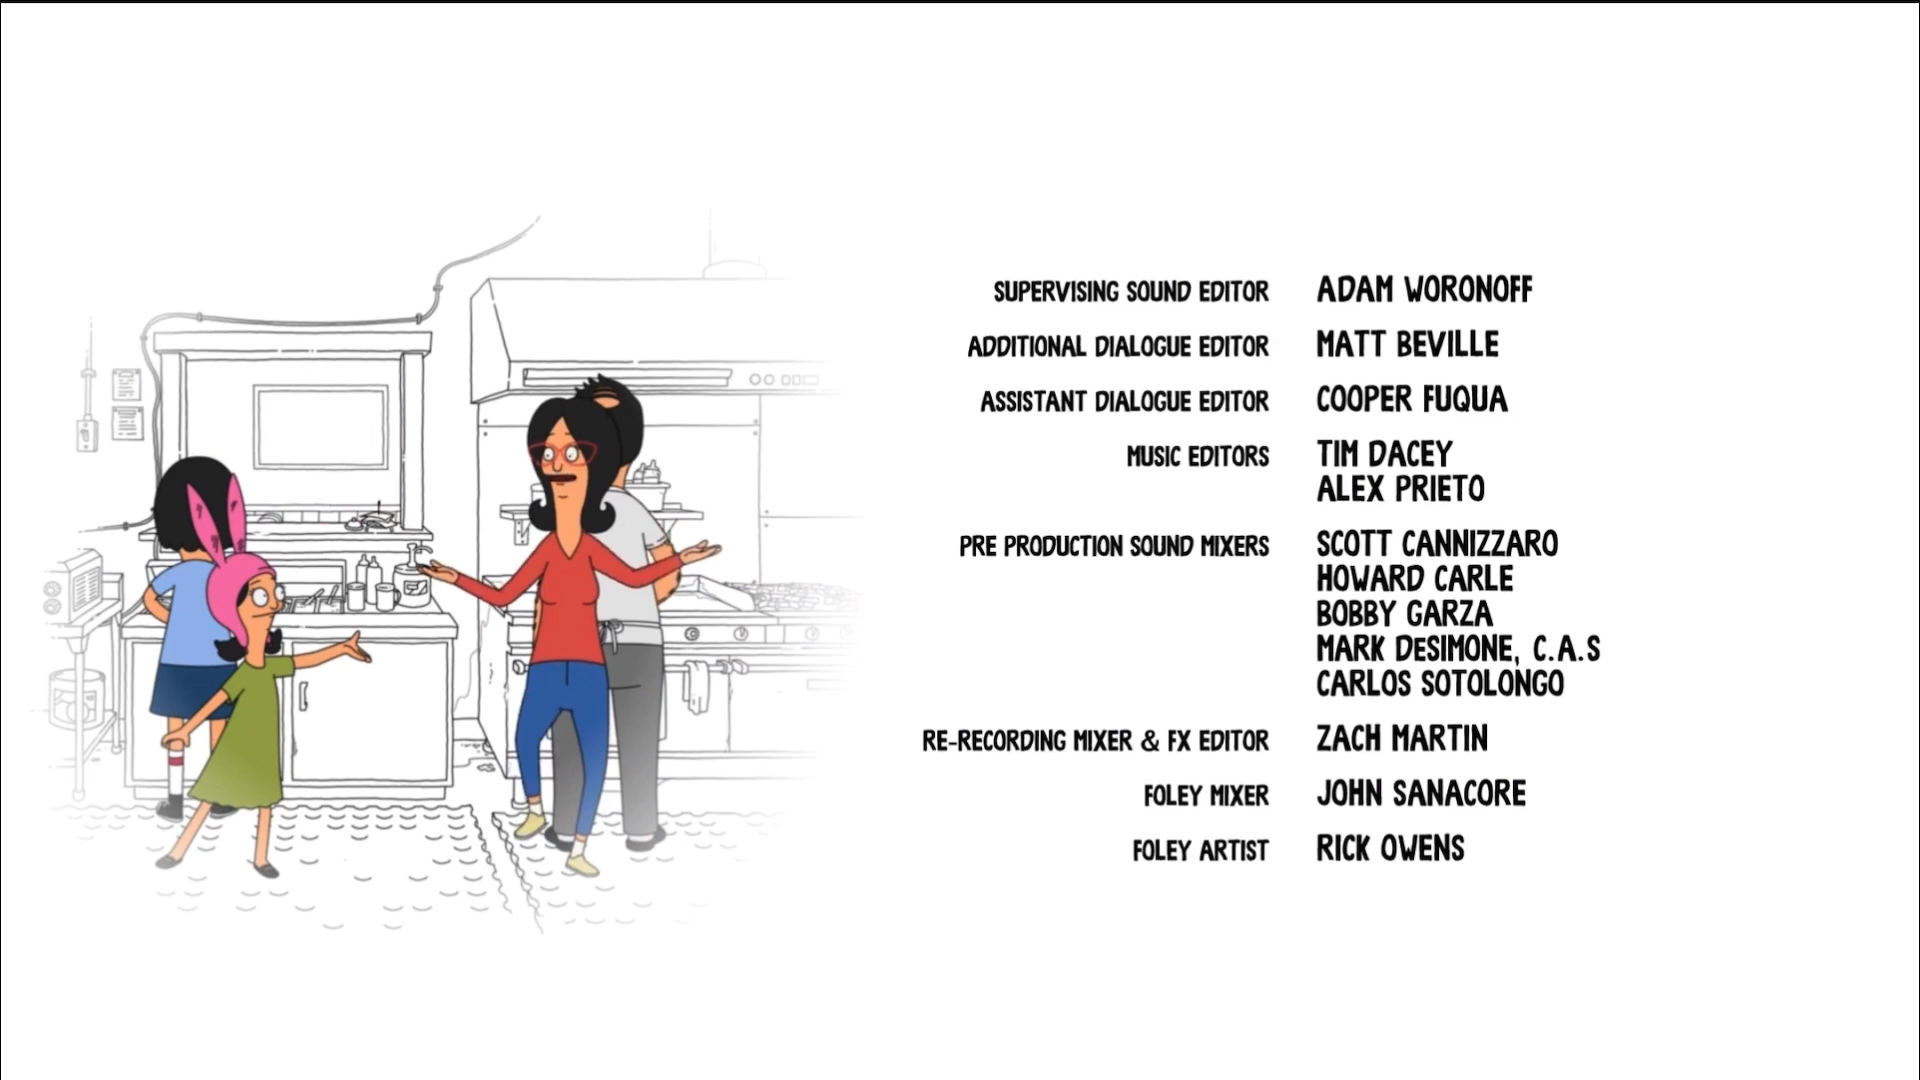 SUPERVISING SOUND EDITOR ADAM WORONOFF
ADDITIONAL DIALOGUE EDITOR MATT BEVILLE
ASSISTANT DIALOGUE EDITOR COOPER FUQUA
MUSIC EDITORS TIM DACEY
ALEX PRIETO
PRE PRODUCTION SOUND MIXERS SCOTT CANNIZZARO
HOWARD CARLE
BOBBY GARZA
MARK DeSIMONE, C.A.S
CARLOS SOTOLONGO
RE-RECORDING MIXER & FX EDITOR ZACH MARTIN
FOLEY MIXER JOHN SANACORE
FOLEY ARTIST RICK OWENS